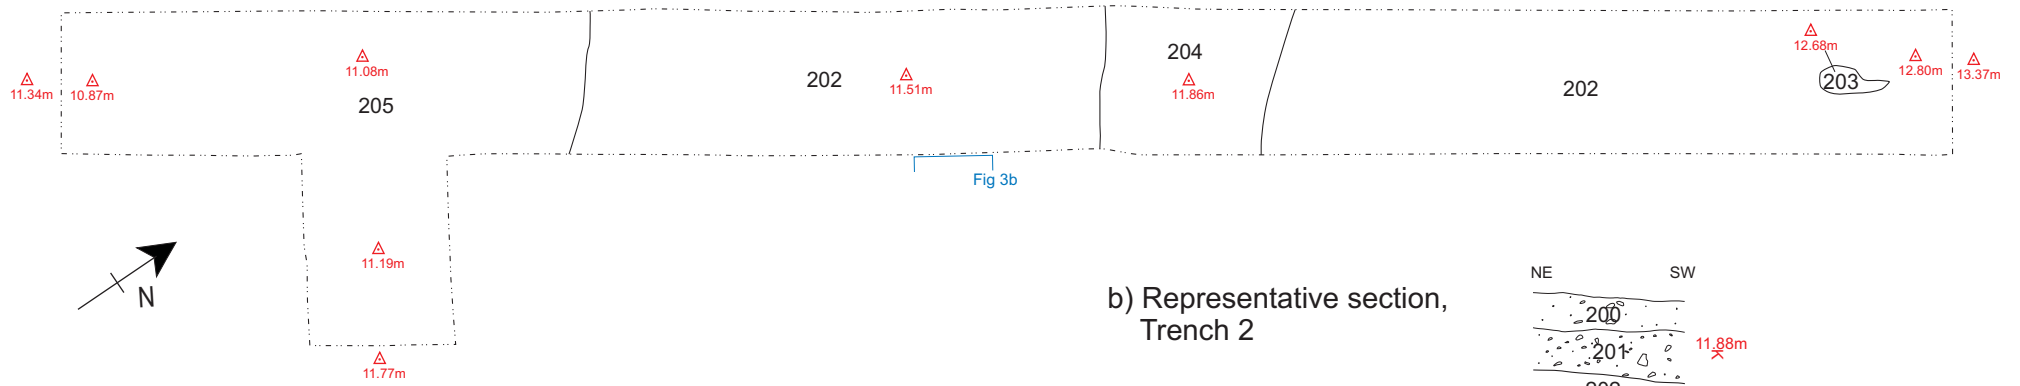 12.68m
204
11.08m
11.34m
10.87m
202
11.51m
11.86m
202
203
12.80m
13.37m
205
Fig 3b
11.19m
N
11.77m
b) Representative section,
Trench 2
NE
SW
200
201
11.88m